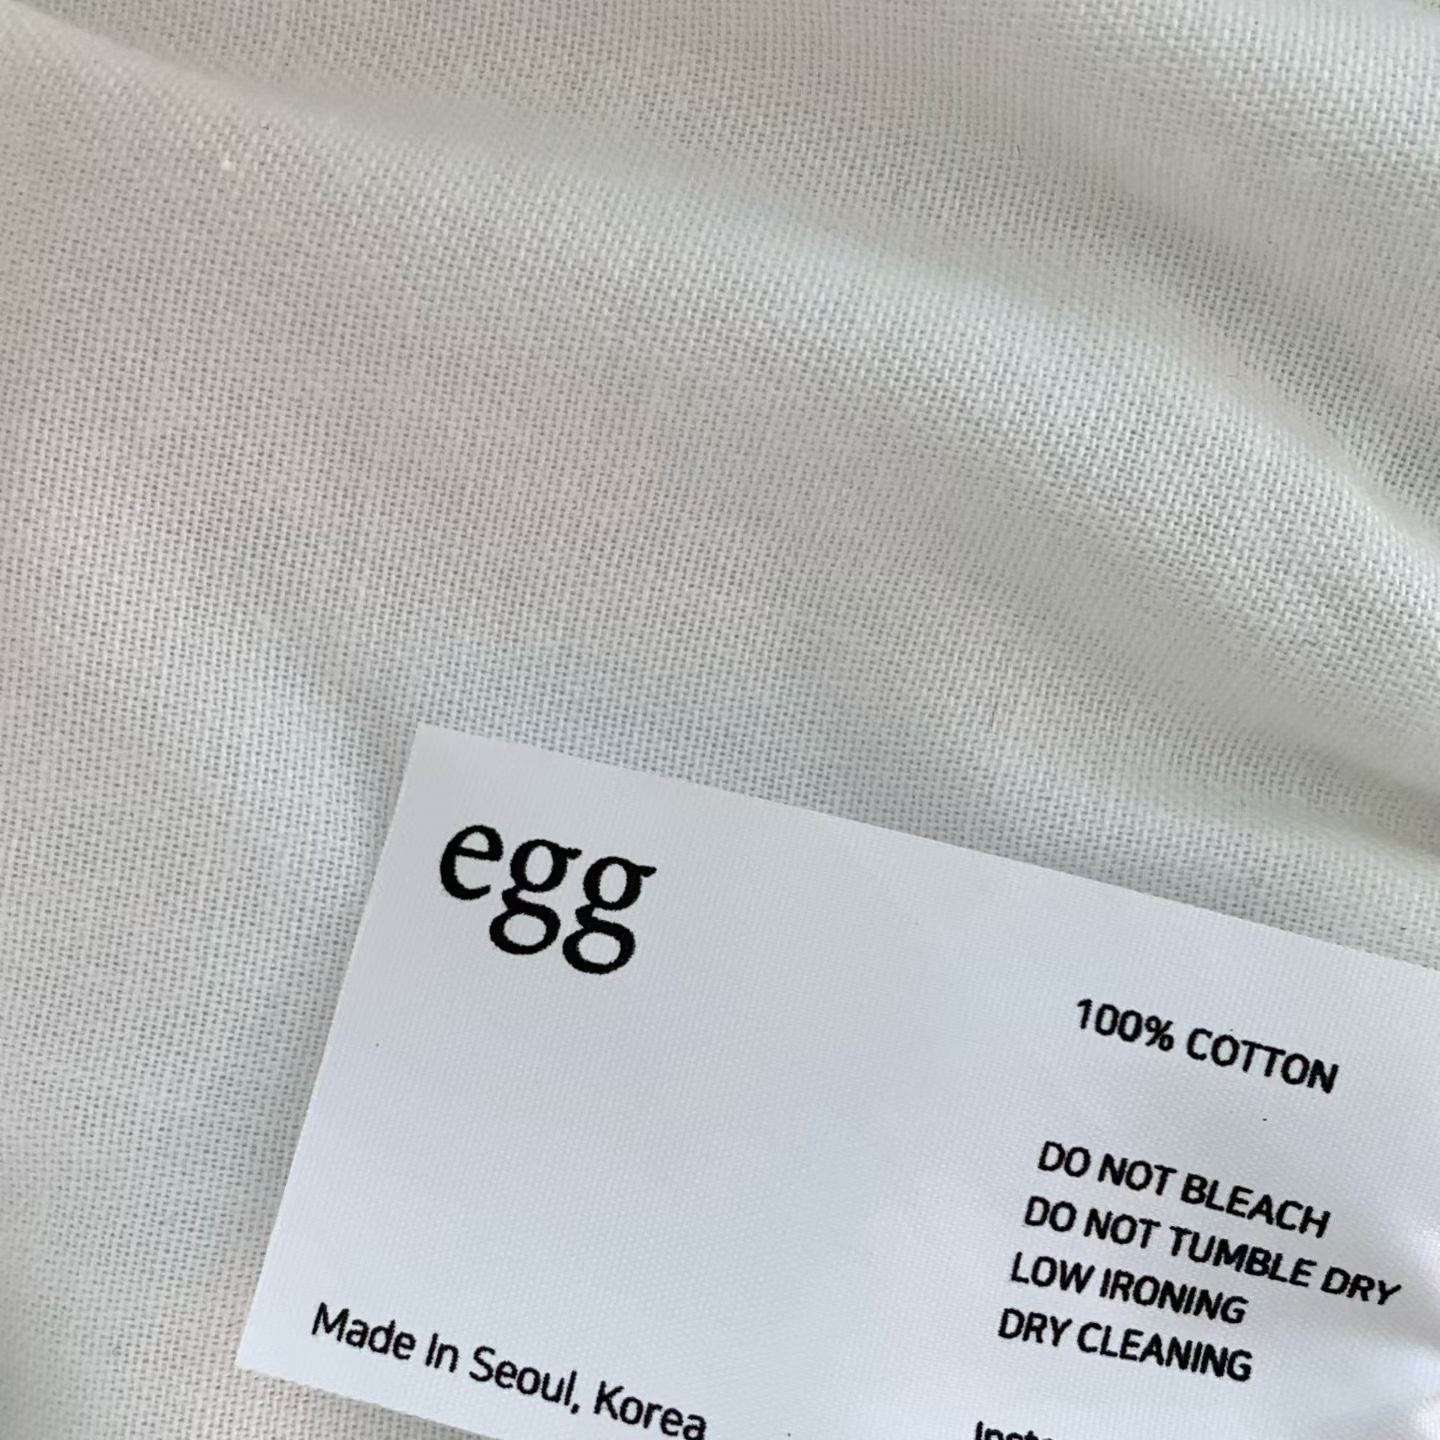 egg
100% COTTON
DO NOT BLEACH
DO NOT TUMBLE DRY
LOW IRONING
DRY CLEANING
Made In Seoul, Korea